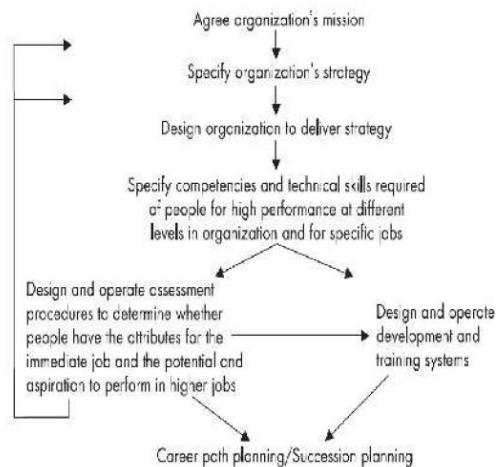 Agree organization's mission
Specify organization's strategy
Design organization to deliver strategy
Specify competencies and technical skills required
of people for high performance at different
levels in organization and for specific jobs
Design and operate assessment
procedures to determine whether
people have the attributes for the
immediate job and the potential and
aspiration to perform in higher jobs
Design and operate
development and
training systems
Career path planning/Succession planning